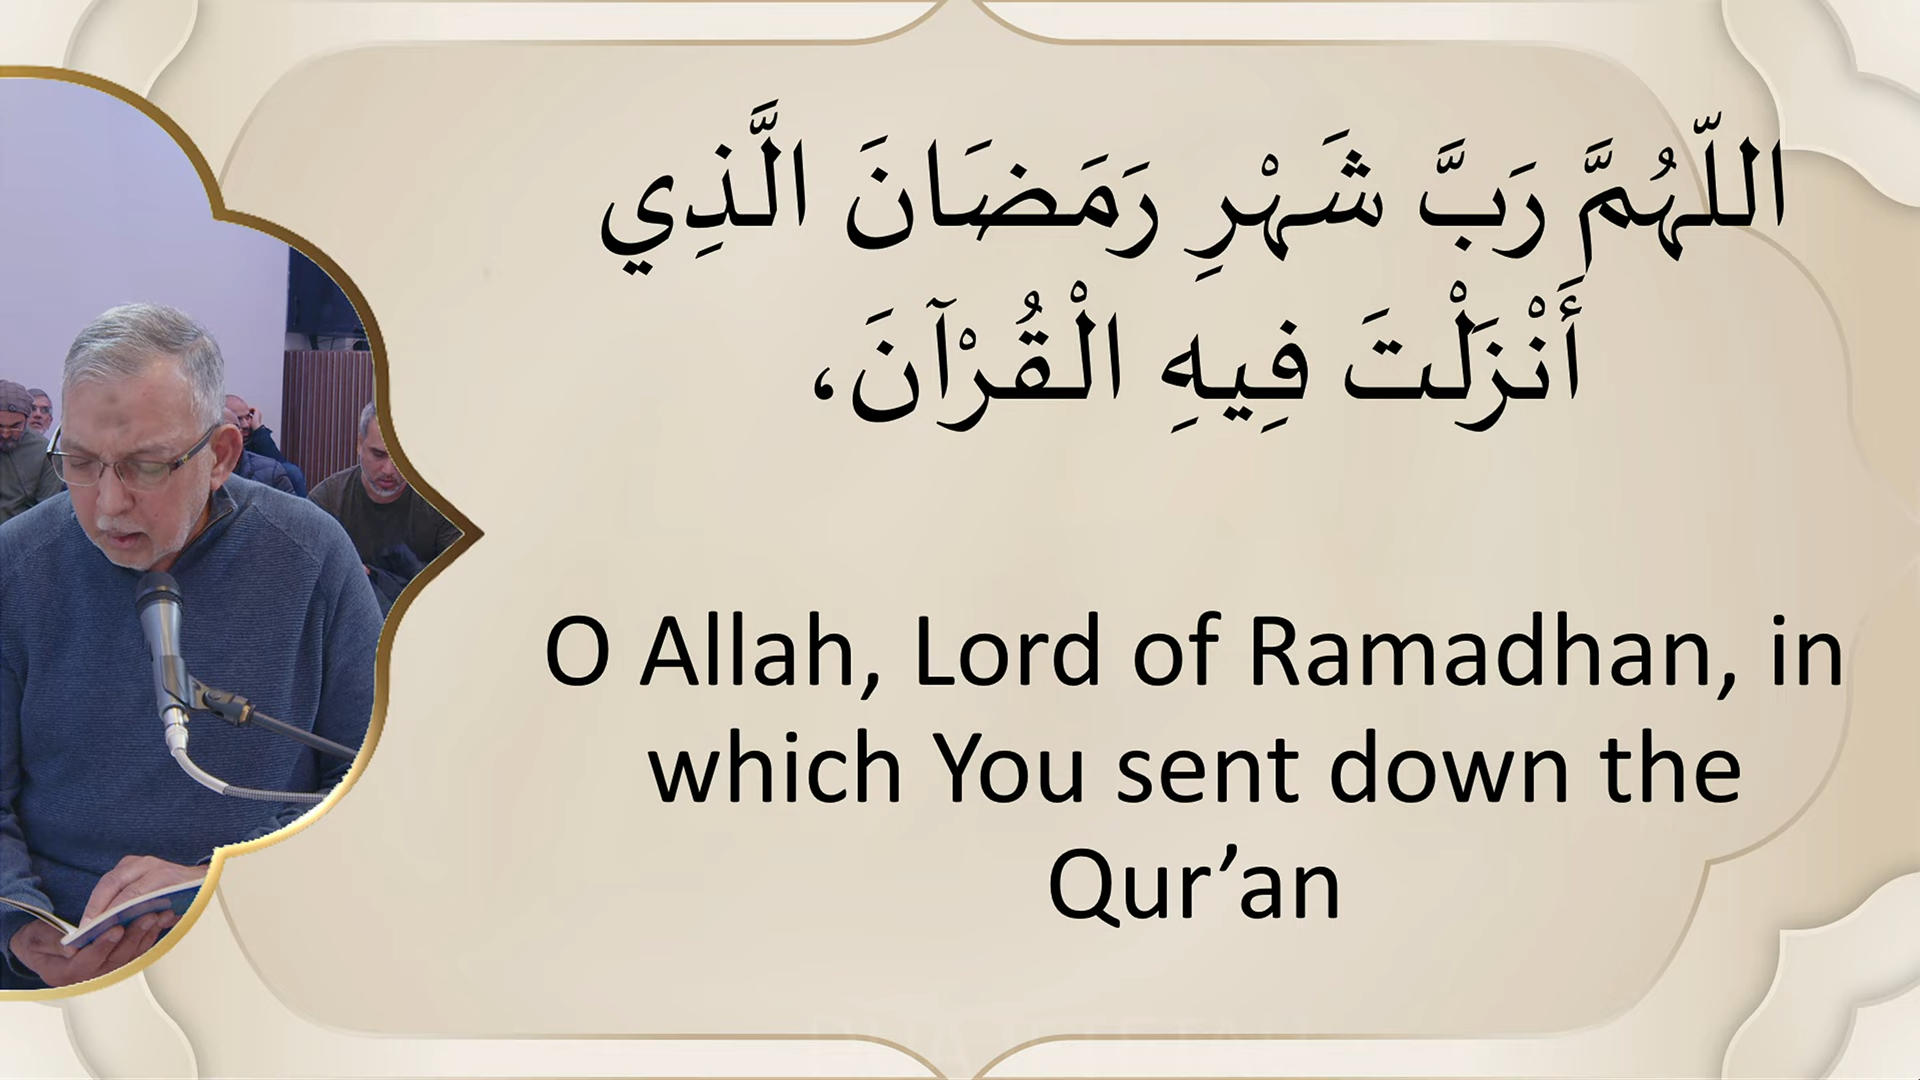 اللّهُمَّ رَبَّ شَهْرِ رَمَضَانَ الَّذِي
أَنْزَلْتَ فِيهِ الْقُرْآنَ،
O Allah, Lord of Ramadhan, in
which You sent down the
Qur’an